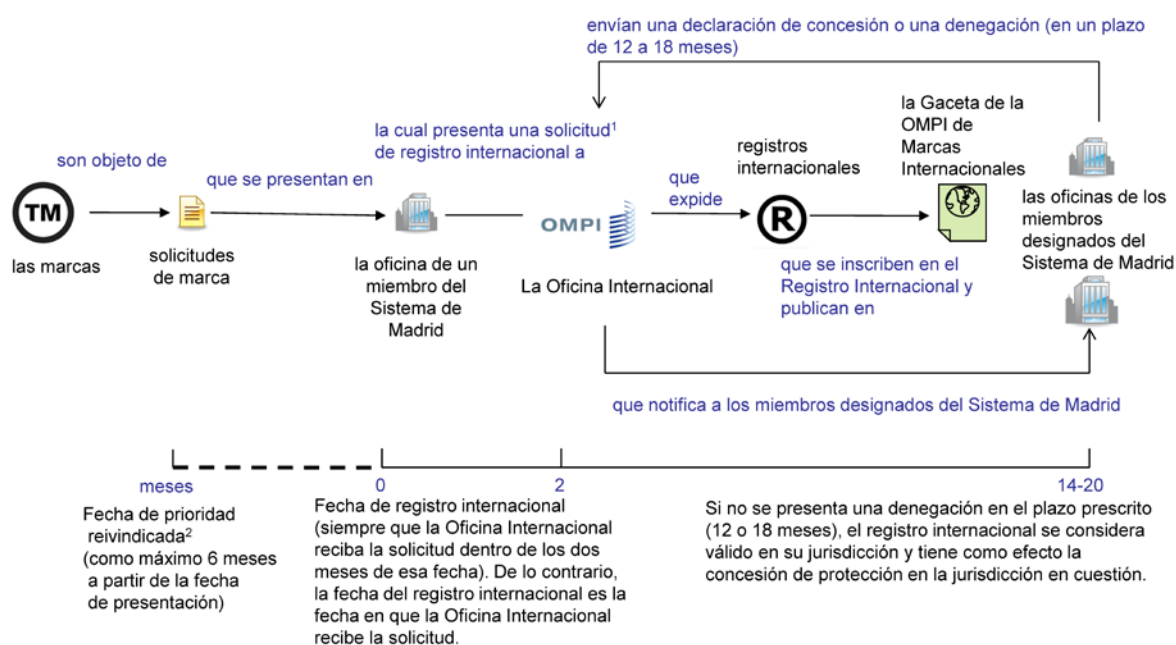 envían una declaración de concesión o una denegación (en un plazo
de 12 a 18 meses)
la cual presenta una solicitud¹
de registro internacional a
son objeto de
que se presentan en
que
expide
registros
internacionales
la Gaceta de la
OMPI de
Marcas
Internacionales
TM
OMPI
R
las marcas
solicitudes
de marca
la oficina de un
miembro del
Sistema de
Madrid
La Oficina Internacional
que se inscriben en el
Registro Internacional y
publican en
las oficinas de los
miembros
designados del
Sistema de Madrid
que notifica a los miembros designados del Sistema de Madrid
meses
0
2
14-20
Fecha de prioridad
reivindicada²
(como máximo 6 meses
a partir de la fecha
de presentación)
Fecha de registro internacional
(siempre que la Oficina Internacional
reciba la solicitud dentro de los dos
meses de esa fecha). De lo contrario,
la fecha del registro internacional es la
fecha en que la Oficina Internacional
recibe la solicitud.
Si no se presenta una denegación en el plazo prescrito
(12 o 18 meses), el registro internacional se considera
válido en su jurisdicción y tiene como efecto la
concesión de protección en la jurisdicción en cuestión.